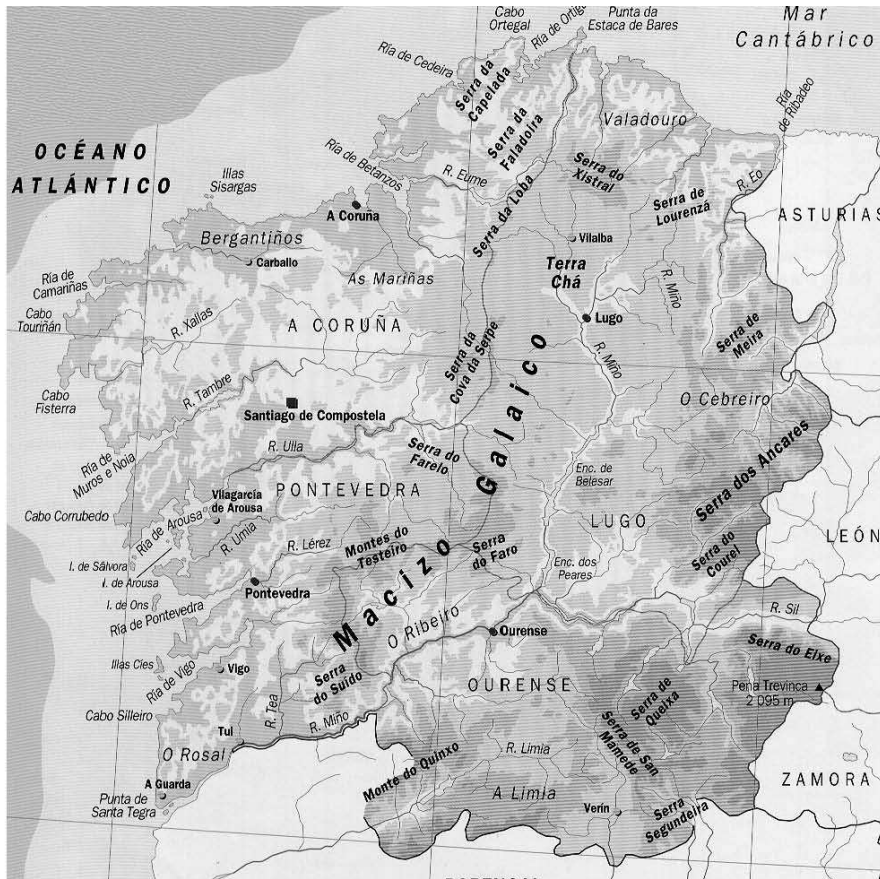 Cabo
Ortegal
Ría de Ortigu
Punta da
Estaca de Bares
Mar
Cantábrico
Ría de Cedeira
Serra da
Capelada
Serra da
Faladoira
Valadouro
Ría
de Ribadeo
OCÉANO
ATLÁNTICO
Illas
Sisargas
Ría de Betanzos
R. Eume
Serra do
Xistral
Serra de
Lourenzá
R. Eo
ASTURIAS
A Coruña
Serra da Loba
Vilalba
Bergantiños
Carballo
As Mariñas
Terra
Chá
R. Miño
Ría de
Camariñas
Cabo
Touriñán
R. Xallas
A CORUÑA
Lugo
Serra da
Cova da Serpe
R. Miño
Serra de
Meira
Cabo
Fisterra
R. Tambre
Santiago de Compostela
O Cebreiro
Ría de
Muros e Noia
R. Ulla
Serra do
Farelo
Macizo Galaico
Enc. de
Belesar
Serra dos Ancares
Cabo Corrubedo
Ría de Arousa
Vilagarcía
de Arousa
PONTEVEDRA
R. Umia
LUGO
LEÓN
I. de Sálvora
I. de Arousa
R. Lérez
Montes do
Testeiro
Serra
do Faro
Enc. dos
Peares
Serra do
Courel
I. de Ons
Pontevedra
Ría de Pontevedra
O Ribeiro
Ourense
R. Sil
Serra do Eixe
Illas Cíes
Ría de Vigo
Vigo
Serra
do Suido
OURENSE
Serra de
Queixa
Pena Trevinca
2 095 m
Cabo Silleiro
R. Tea
R. Miño
Tui
O Rosal
Serra de San
Mamede
Monte do Quinxo
R. Limia
A Limia
ZAMORA
A Guarda
Punta de
Santa Tegra
Verín
Serra
Segundeira